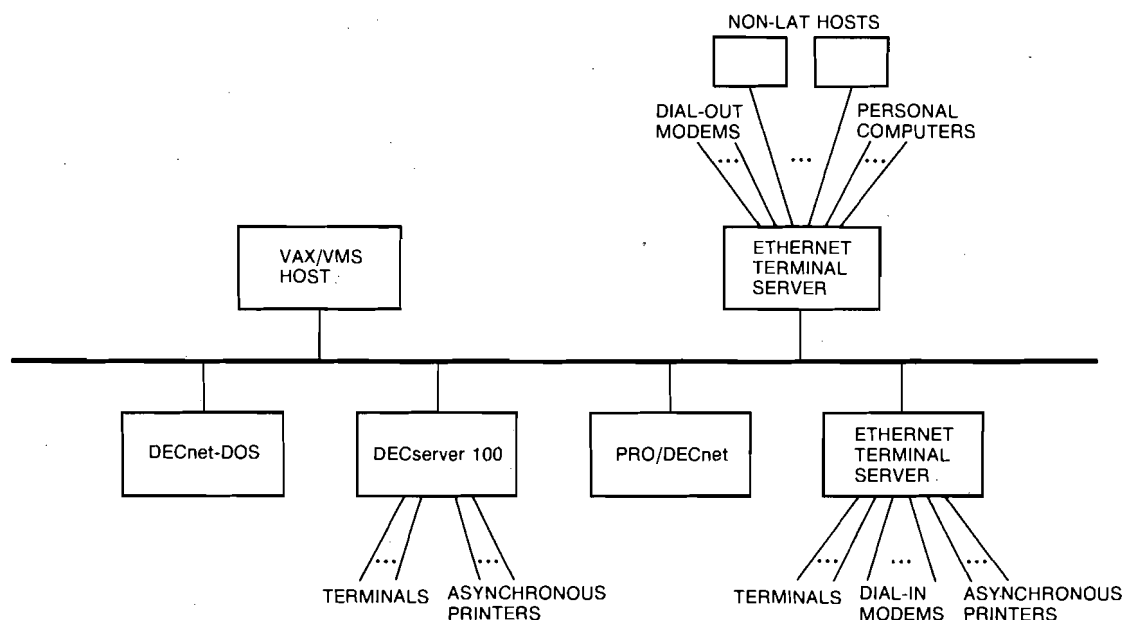 NON-LAT HOSTS
DIAL-OUT
MODEMS
PERSONAL
COMPUTERS
...
...
...
VAX/VMS
HOST
ETHERNET
TERMINAL
SERVER
DECnet-DOS
DECserver 100
PRO/DECnet
ETHERNET
TERMINAL
SERVER
...
...
...
...
...
TERMINALS
ASYNCHRONOUS
PRINTERS
TERMINALS
DIAL-IN
MODEMS
ASYNCHRONOUS
PRINTERS